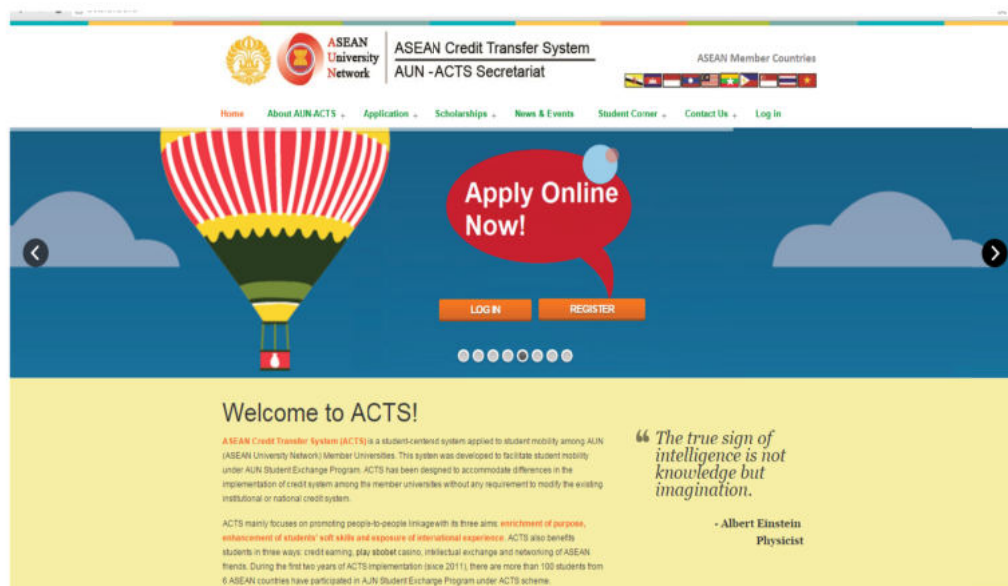 ASEAN
University
Network
ASEAN Credit Transfer System
AUN -ACTS Secretariat
ASEAN Member Countries
Home About AUN-ACTS Application Scholarships News & Events Student Corner Contact Us Log in
Apply Online
Now!
LOG IN REGISTER
Welcome to ACTS!
ASEAN Credit Transfer System (ACTS) is a student-centered system applied to student mobility among AUN
(ASEAN University Network) Member Universities. This system was developed to facilitate student mobility
under AUN Student Exchange Program. ACTS has been designed to accommodate differences in the
implementation of credit system among the member universites without any requirement to modify the existing
institutional or national credit system.
ACTS mainly focuses on promoting people-to-people linkage with its three aims: enrichment of purpose,
enhancement of students' soft skills and exposure of international experience. ACTS also benefits
students in three ways: credit earning, play sbobet casino, intellectual exchange and networking of ASEAN
friends. During the first two years of ACTS implementation (since 2011), there are more than 100 students from
6 ASEAN countries have participated in AUN Student Exchange Program under ACTS scheme.
“ The true sign of
intelligence is not
knowledge but
imagination.
- Albert Einstein
Physicist